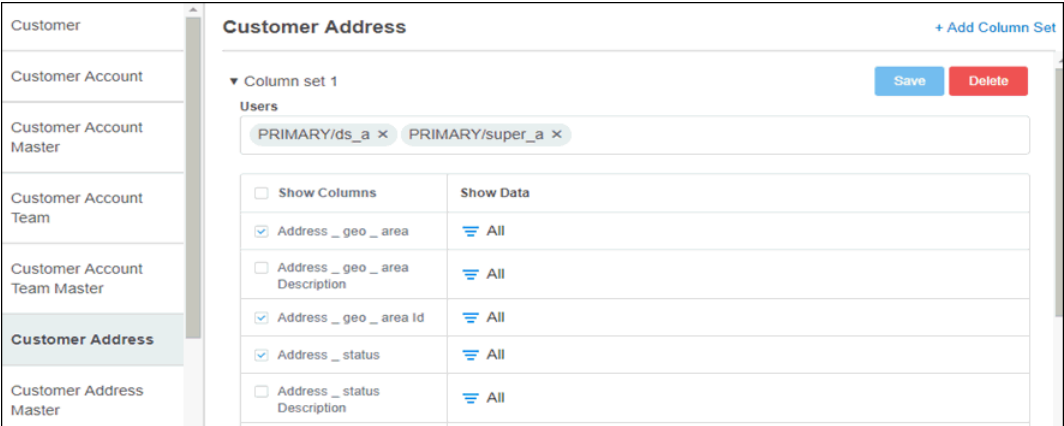 Customer
Customer Account
Customer Account
Master
Customer Account
Team
Customer Account
Team Master
Customer Address
Customer Address
Master
Customer Address
+ Add Column Set
▾ Column set 1
Save
Delete
Users
PRIMARY/ds_a ×
PRIMARY/super_a ×
Show Columns
Show Data
Address _ geo _ area
All
Address _ geo _ area
Description
All
Address _ geo _ area Id
All
Address _ status
All
Address _ status
Description
All